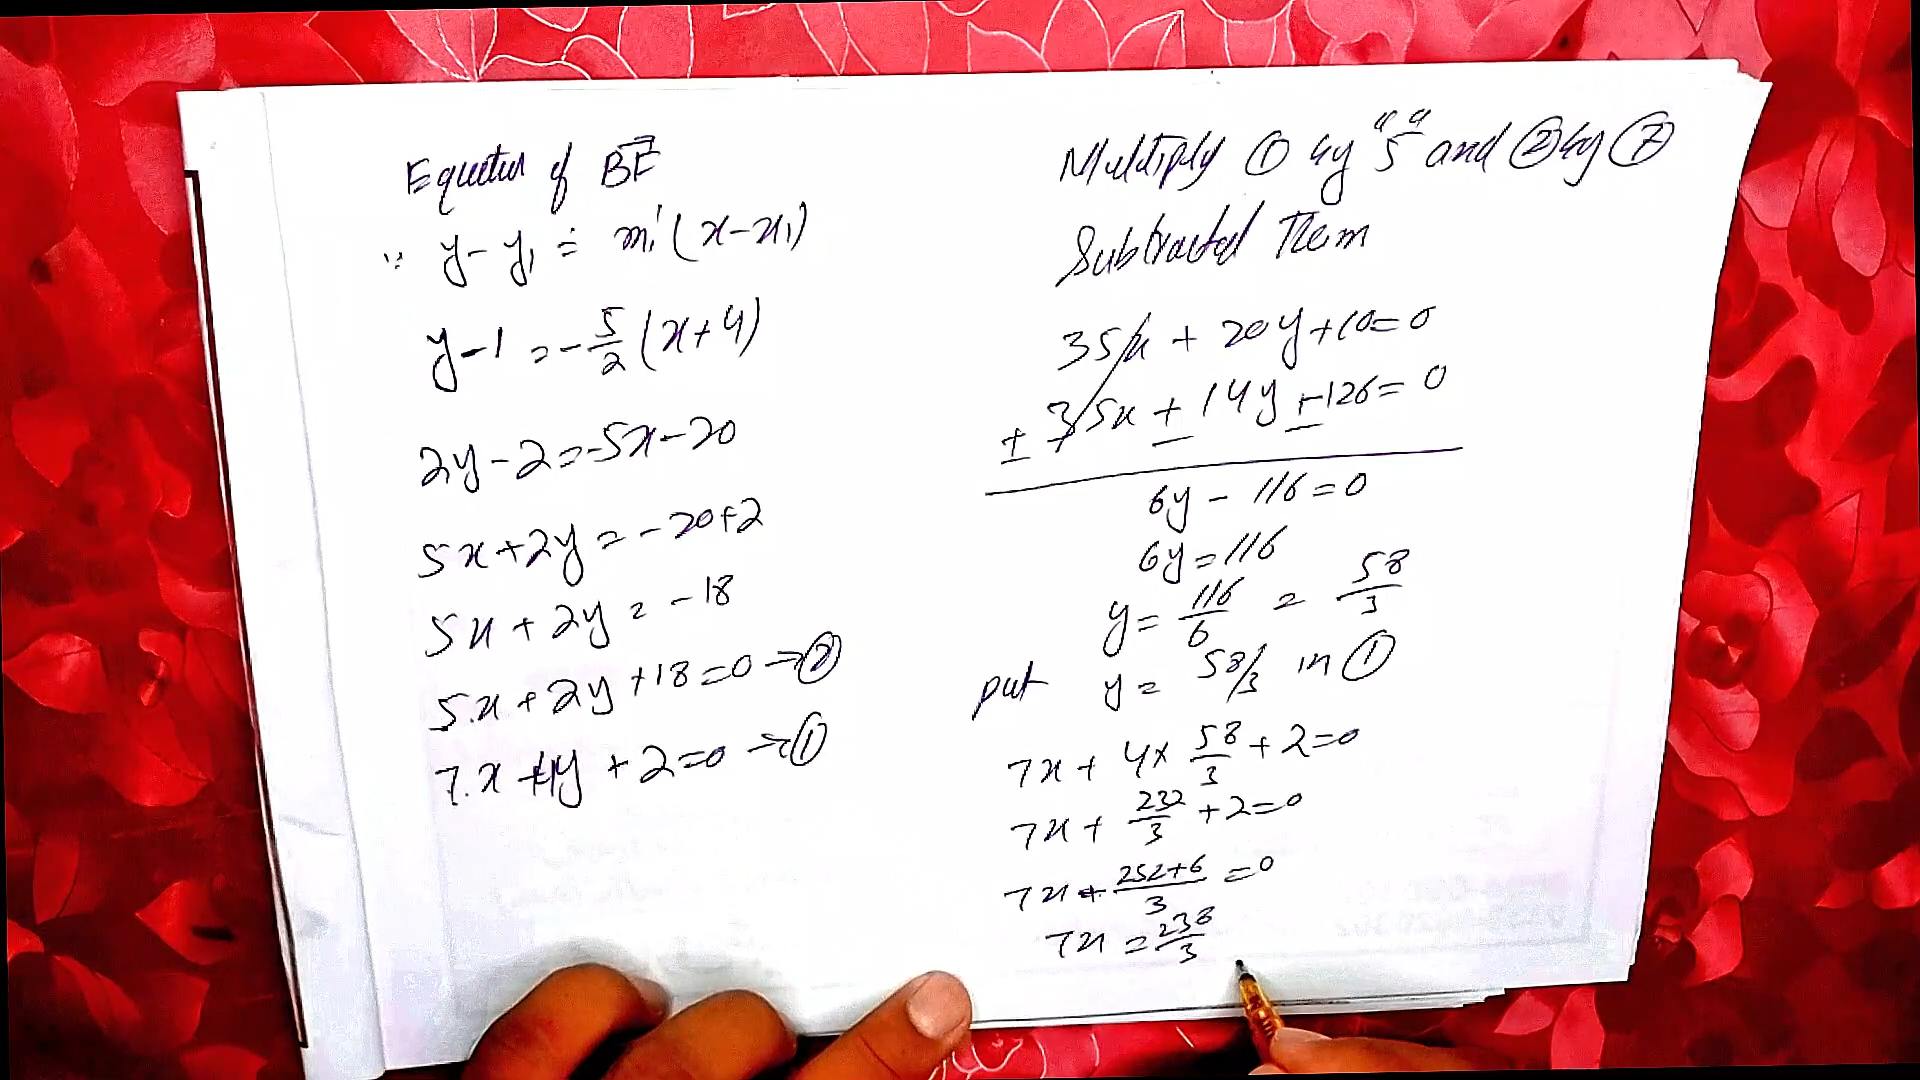 Equation of BE
∵ y - y₁ = m₁(x - x₁)
y - 1 = -5/2 (x + 4)
2y - 2 = -5x - 20
5x + 2y = -20 + 2
5x + 2y = -18
5x + 2y + 18 = 0 → ②
7x + 4y + 2 = 0 → ①
Multiply ① by "5" and ② by ⑦
Subtracted Them
35x + 20y + 10 = 0
± 35x ± 14y ± 126 = 0
6y - 116 = 0
6y = 116
y = 116/6 = 58/3
put y = 58/3 in ①
7x + 4 × 58/3 + 2 = 0
7x + 232/3 + 2 = 0
7x + 252+6/3 = 0
7x = 238/3